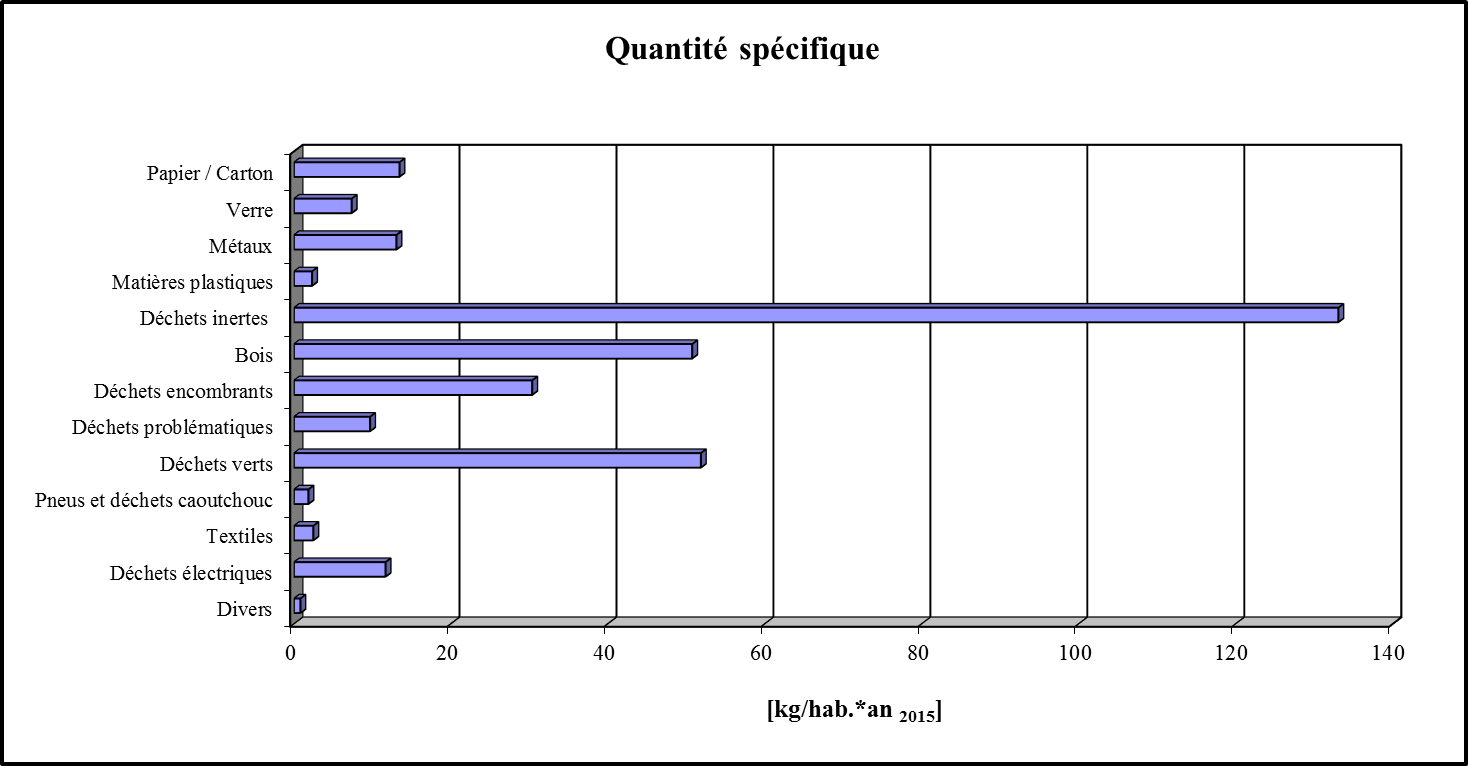 Quantité spécifique
Papier / Carton
Verre
Métaux
Matières plastiques
Déchets inertes
Bois
Déchets encombrants
Déchets problématiques
Déchets verts
Pneus et déchets caoutchouc
Textiles
Déchets électriques
Divers
0 20 40 60 80 100 120 140
[kg/hab.*an 2015]